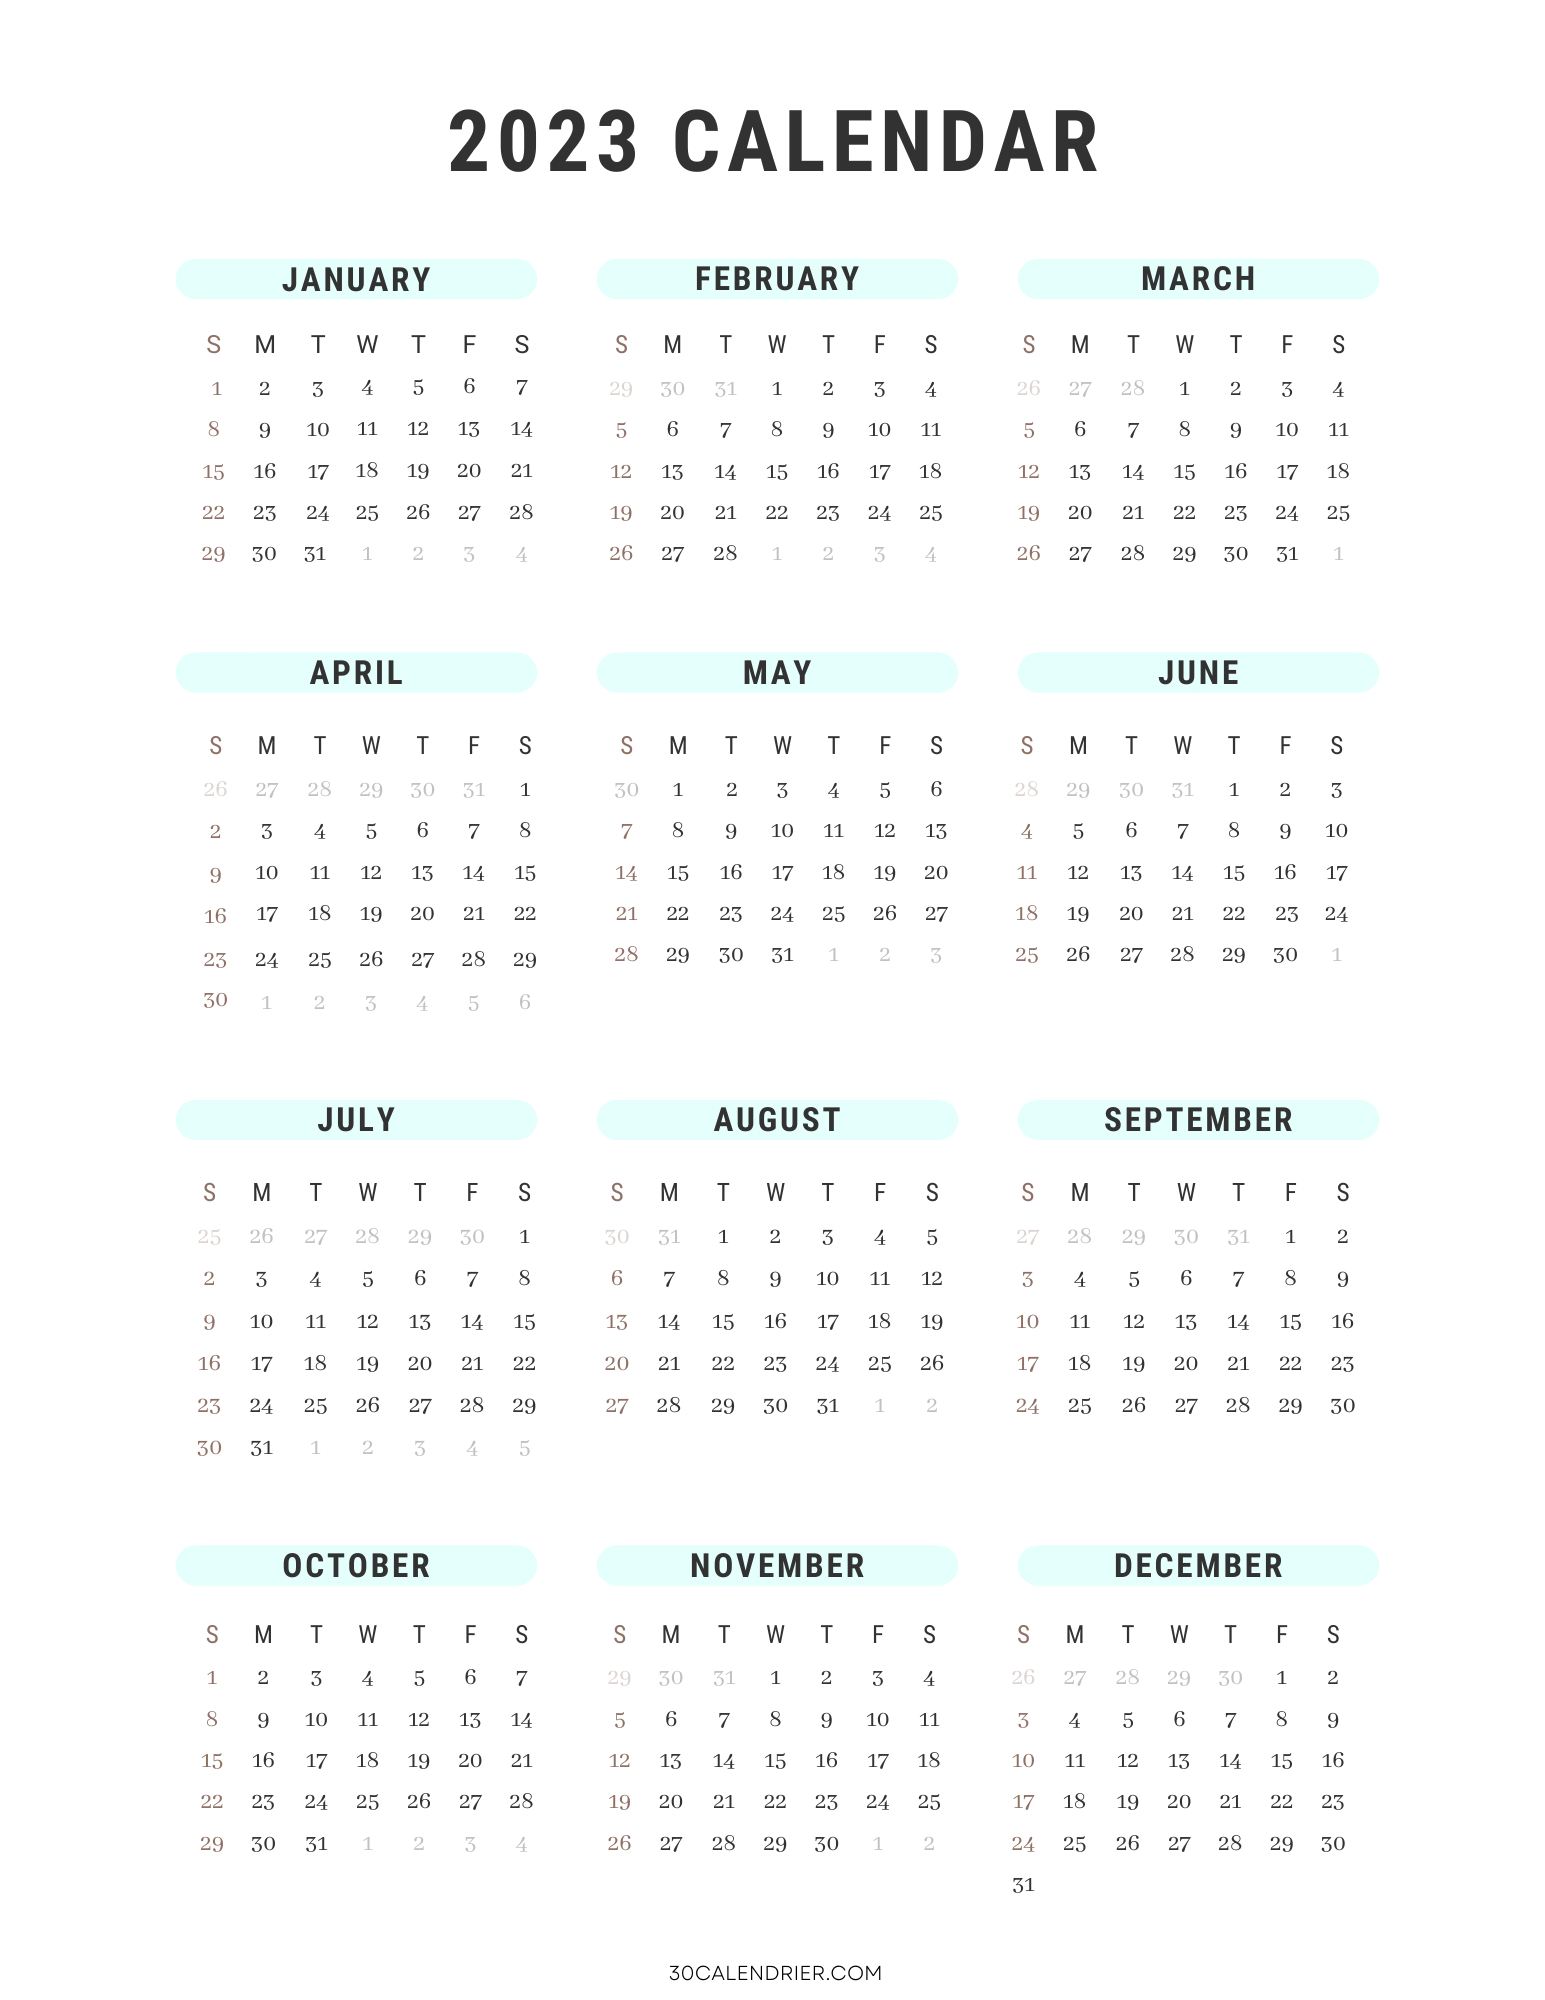 2023 CALENDAR
JANUARY
S M T W T F S
1 2 3 4 5 6 7
8 9 10 11 12 13 14
15 16 17 18 19 20 21
22 23 24 25 26 27 28
29 30 31 1 2 3 4
FEBRUARY
S M T W T F S
29 30 31 1 2 3 4
5 6 7 8 9 10 11
12 13 14 15 16 17 18
19 20 21 22 23 24 25
26 27 28 1 2 3 4
MARCH
S M T W T F S
26 27 28 1 2 3 4
5 6 7 8 9 10 11
12 13 14 15 16 17 18
19 20 21 22 23 24 25
26 27 28 29 30 31 1
APRIL
S M T W T F S
26 27 28 29 30 31 1
2 3 4 5 6 7 8
9 10 11 12 13 14 15
16 17 18 19 20 21 22
23 24 25 26 27 28 29
30 1 2 3 4 5 6
MAY
S M T W T F S
30 1 2 3 4 5 6
7 8 9 10 11 12 13
14 15 16 17 18 19 20
21 22 23 24 25 26 27
28 29 30 31 1 2 3
JUNE
S M T W T F S
28 29 30 31 1 2 3
4 5 6 7 8 9 10
11 12 13 14 15 16 17
18 19 20 21 22 23 24
25 26 27 28 29 30 1
JULY
S M T W T F S
25 26 27 28 29 30 1
2 3 4 5 6 7 8
9 10 11 12 13 14 15
16 17 18 19 20 21 22
23 24 25 26 27 28 29
30 31 1 2 3 4 5
AUGUST
S M T W T F S
30 31 1 2 3 4 5
6 7 8 9 10 11 12
13 14 15 16 17 18 19
20 21 22 23 24 25 26
27 28 29 30 31 1 2
SEPTEMBER
S M T W T F S
27 28 29 30 31 1 2
3 4 5 6 7 8 9
10 11 12 13 14 15 16
17 18 19 20 21 22 23
24 25 26 27 28 29 30
OCTOBER
S M T W T F S
1 2 3 4 5 6 7
8 9 10 11 12 13 14
15 16 17 18 19 20 21
22 23 24 25 26 27 28
29 30 31 1 2 3 4
NOVEMBER
S M T W T F S
29 30 31 1 2 3 4
5 6 7 8 9 10 11
12 13 14 15 16 17 18
19 20 21 22 23 24 25
26 27 28 29 30 1 2
DECEMBER
S M T W T F S
26 27 28 29 30 1 2
3 4 5 6 7 8 9
10 11 12 13 14 15 16
17 18 19 20 21 22 23
24 25 26 27 28 29 30
31
30CALENDRIER.COM